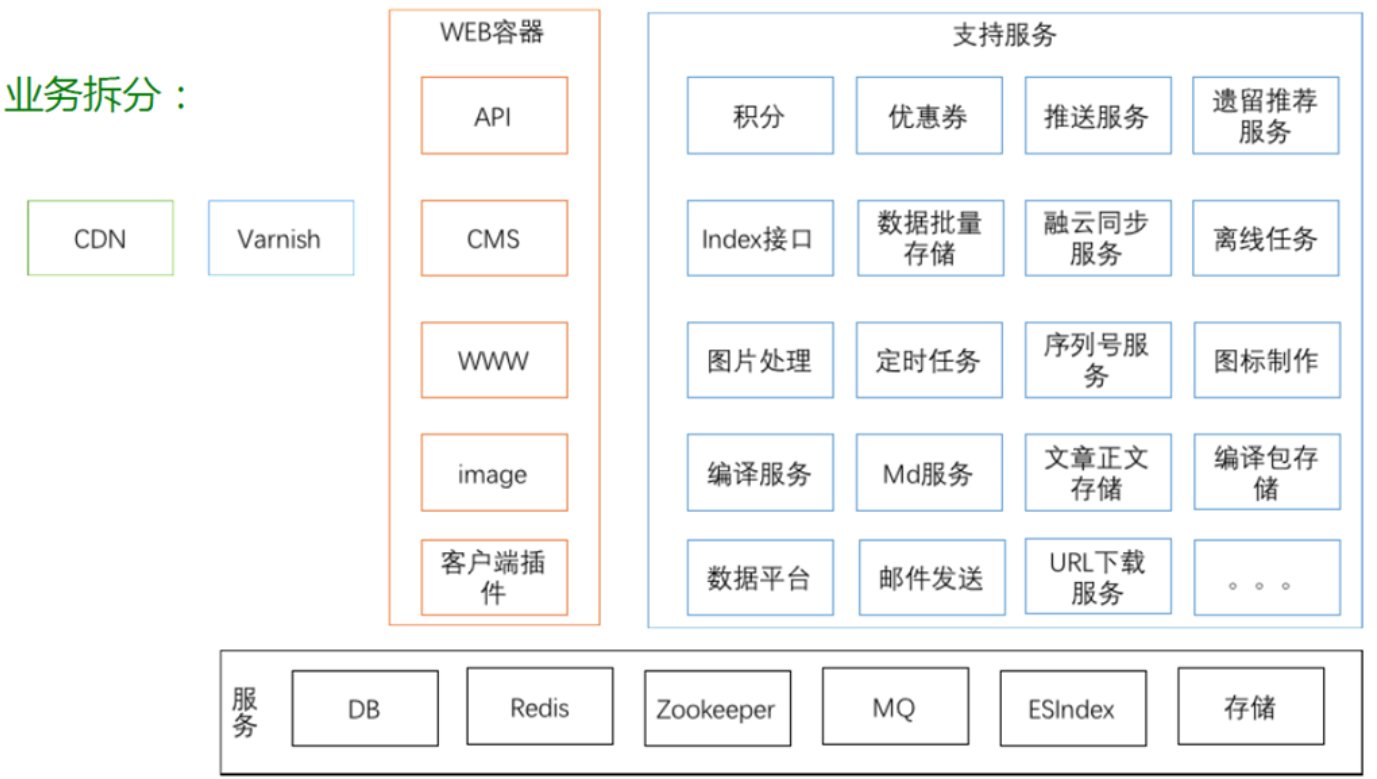 业务拆分：
CDN
Varnish
WEB容器
API
CMS
WWW
image
客户端插
件
支持服务
积分
优惠券
推送服务
遗留推荐
服务
Index接口
数据批量
存储
融云同步
服务
离线任务
图片处理
定时任务
序列号服
务
图标制作
编译服务
Md服务
文章正文
存储
编译包存
储
数据平台
邮件发送
URL下载
服务
。。。
服
务
DB
Redis
Zookeeper
MQ
ESIndex
存储